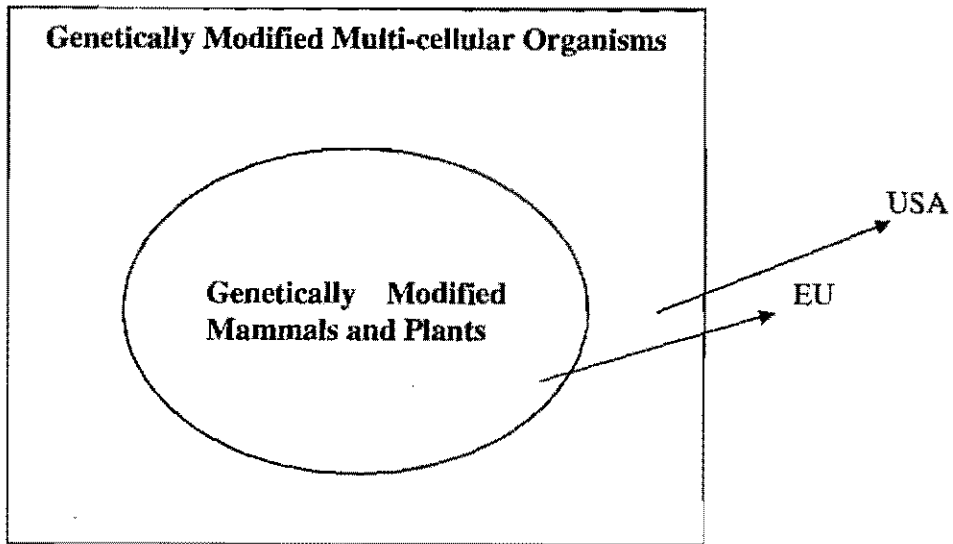 Genetically Modified Multi-cellular Organisms
USA
EU
Genetically Modified
Mammals and Plants